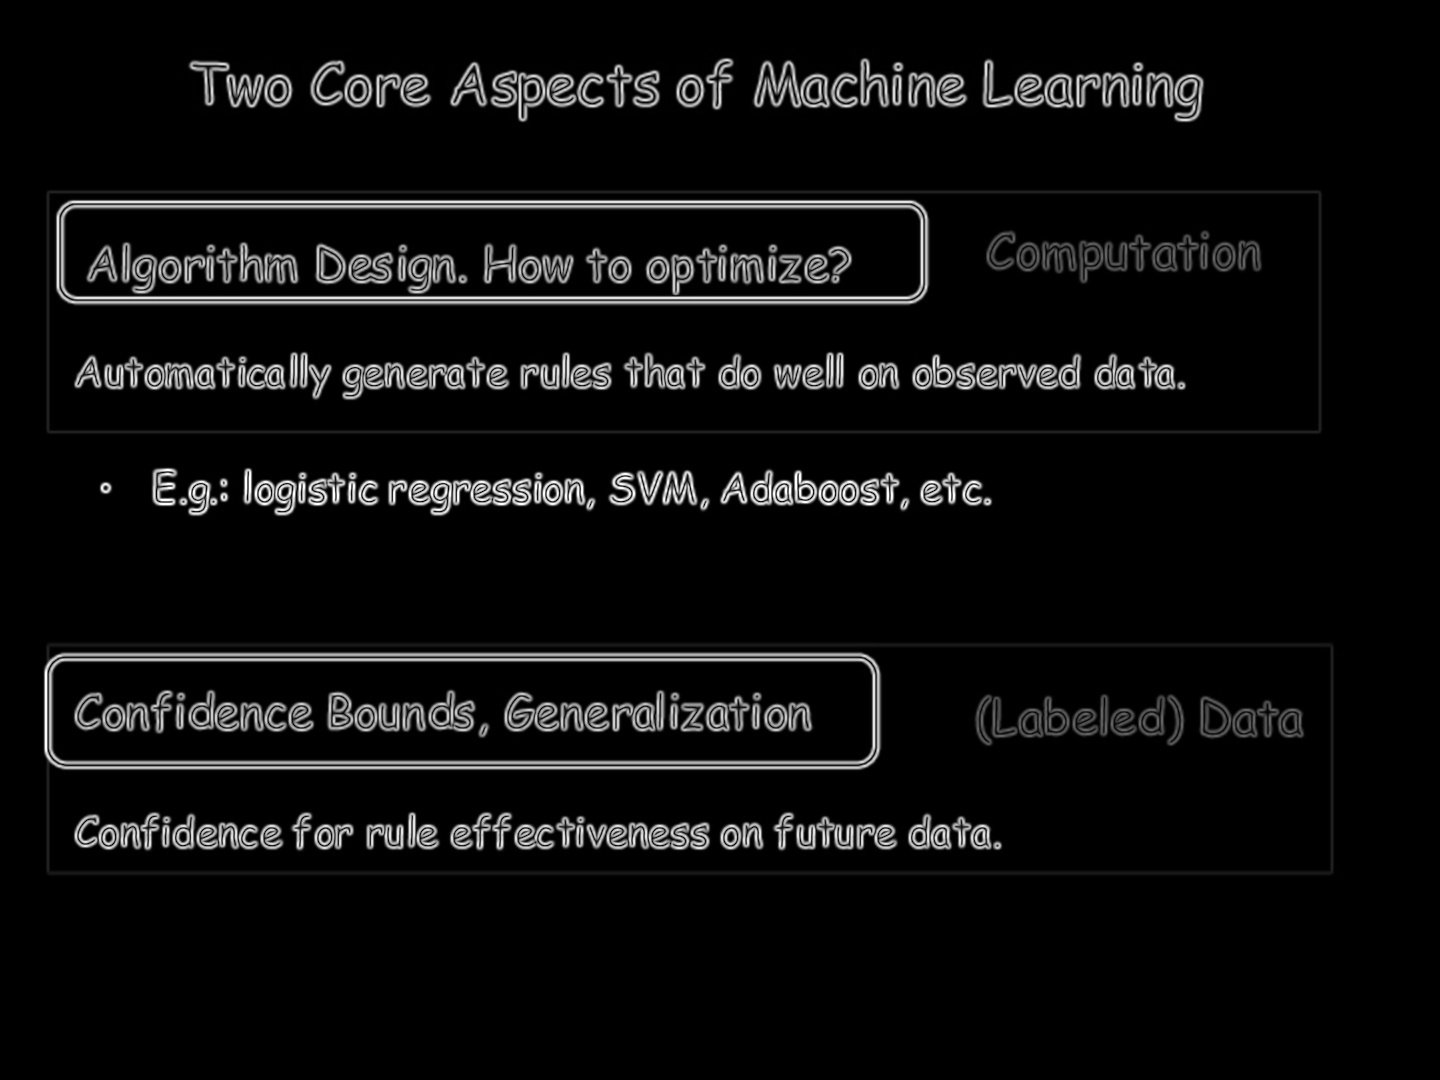 Two Core Aspects of Machine Learning
Algorithm Design. How to optimize?
Computation
Automatically generate rules that do well on observed data.
• E.g.: logistic regression, SVM, Adaboost, etc.
Confidence Bounds, Generalization
(Labeled) Data
Confidence for rule effectiveness on future data.